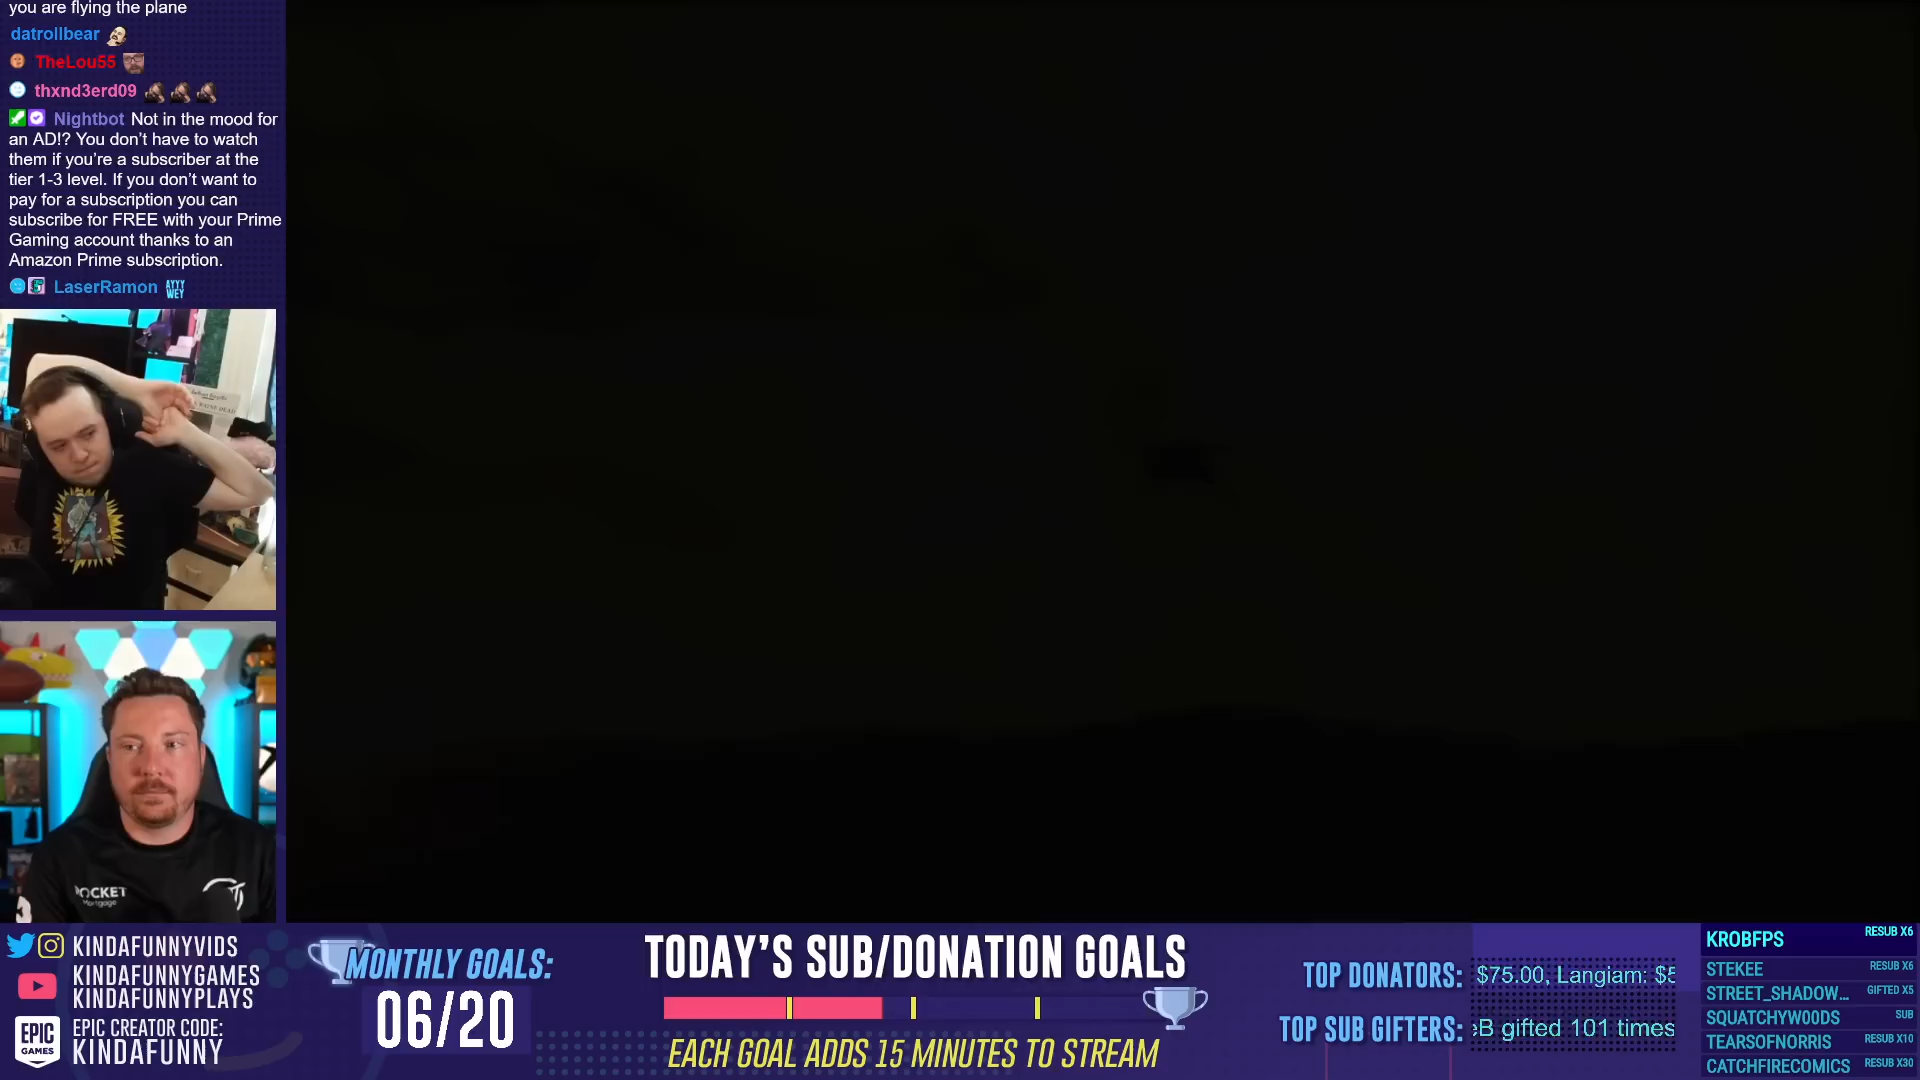 you are flying the plane
datrollbear
TheLou55
thxnd3erd09
Nightbot Not in the mood for
an AD!? You don’t have to watch
them if you’re a subscriber at the
tier 1-3 level. If you don’t want to
pay for a subscription you can
subscribe for FREE with your Prime
Gaming account thanks to an
Amazon Prime subscription.
LaserRamon AYYY
WEY
ROCKET
Mortgage
KINDAFUNNYVIDS
KINDAFUNNYGAMES
KINDAFUNNYPLAYS
EPIC
GAMES
EPIC CREATOR CODE:
KINDAFUNNY
MONTHLY GOALS:
06/20
TODAY’S SUB/DONATION GOALS
EACH GOAL ADDS 15 MINUTES TO STREAM
TOP DONATORS: $75.00, Langiam:
TOP SUB GIFTERS: gifted 101 times
KROBFPS RESUB X6
STEKEE RESUB X6
STREET_SHADOW... GIFTED X5
SQUATCHYW00DS SUB
TEARSOFNORRIS RESUB X10
CATCHFIRECOMICS RESUB X30